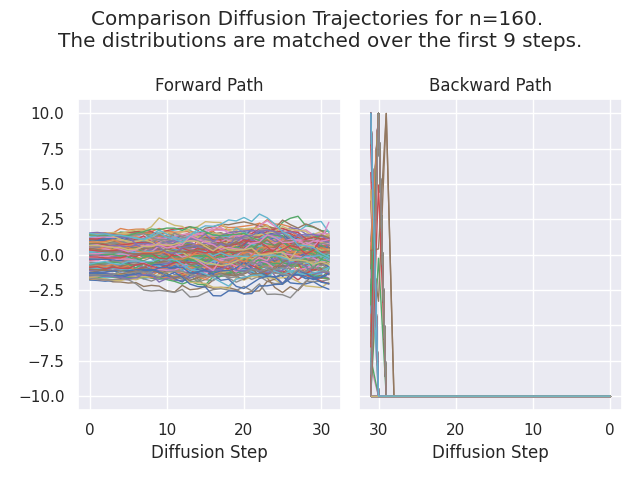 Comparison Diffusion Trajectories for n=160.
The distributions are matched over the first 9 steps.
Forward Path
Backward Path
10.0
7.5
5.0
2.5
0.0
−2.5
−5.0
−7.5
−10.0
0 10 20 30
30 20 10 0
Diffusion Step
Diffusion Step